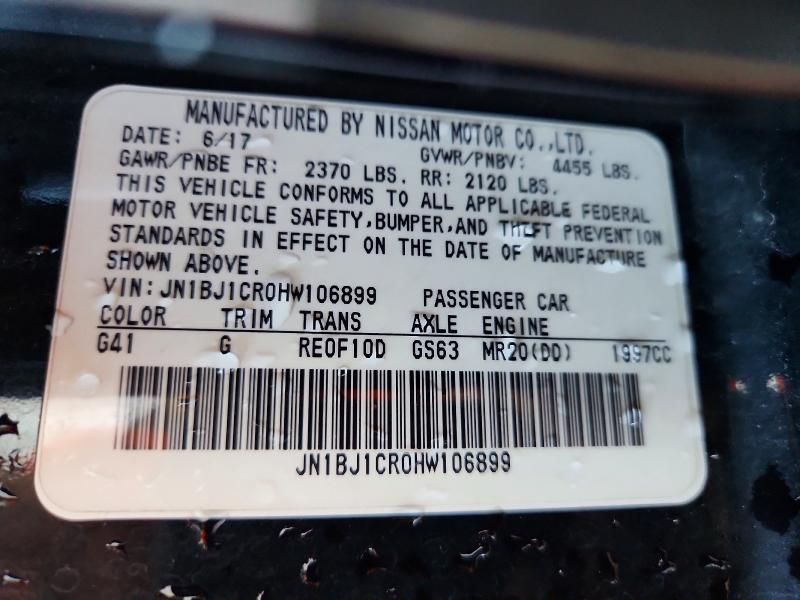 MANUFACTURED BY NISSAN MOTOR CO.,LTD.
DATE: 6/17 GVWR/PNBV: 4455 LBS.
GAWR/PNBE FR: 2370 LBS. RR: 2120 LBS.
THIS VEHICLE CONFORMS TO ALL APPLICABLE FEDERAL
MOTOR VEHICLE SAFETY,BUMPER,AND THEFT PREVENTION
STANDARDS IN EFFECT ON THE DATE OF MANUFACTURE
SHOWN ABOVE.
VIN:JN1BJ1CR0HW106899 PASSENGER CAR
COLOR TRIM TRANS AXLE ENGINE
G41 G RE0F10D GS63 MR20(DD) 1997CC
JN1BJ1CR0HW106899